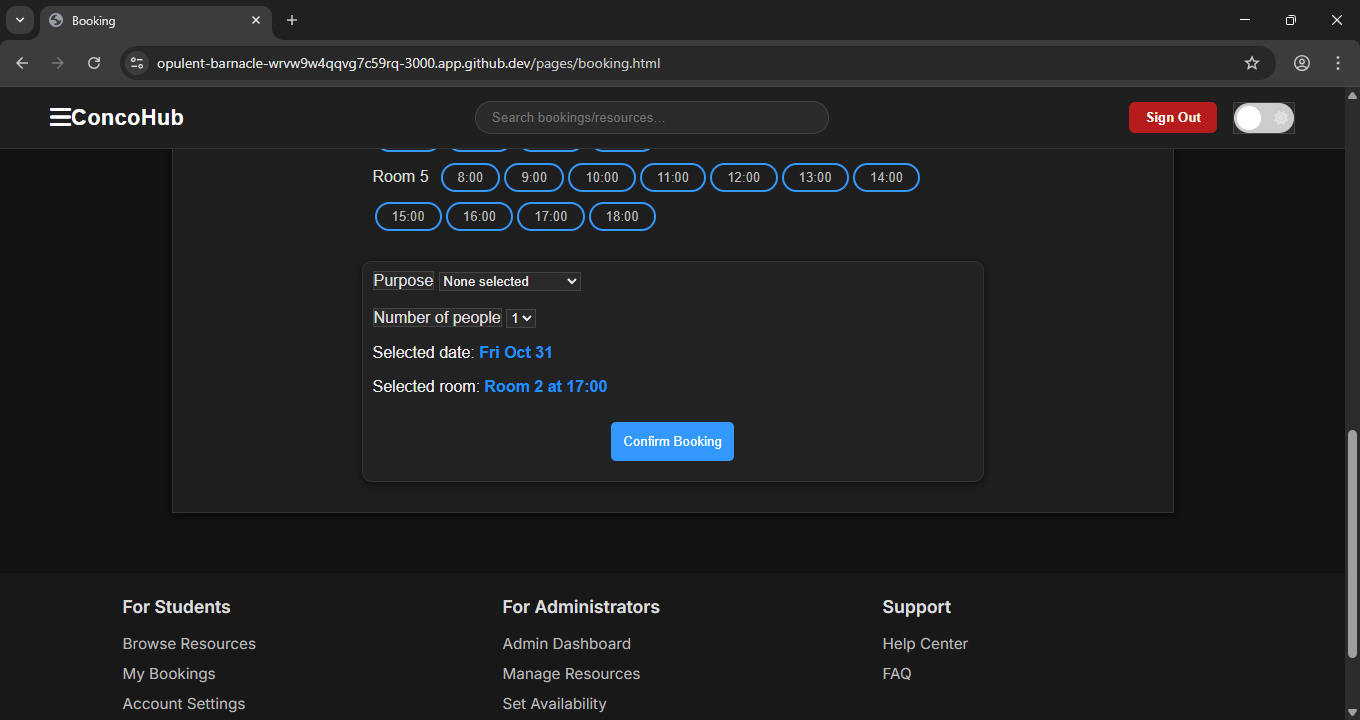 Booking
opulent-barnacle-wrvw9w4qqvg7c59rq-3000.app.github.dev/pages/booking.html
ConcoHub
Search bookings/resources...
Sign Out
Room 5 8:00 9:00 10:00 11:00 12:00 13:00 14:00
15:00 16:00 17:00 18:00
Purpose None selected
Number of people 1
Selected date: Fri Oct 31
Selected room: Room 2 at 17:00
Confirm Booking
For Students
Browse Resources
My Bookings
Account Settings
For Administrators
Admin Dashboard
Manage Resources
Set Availability
Support
Help Center
FAQ